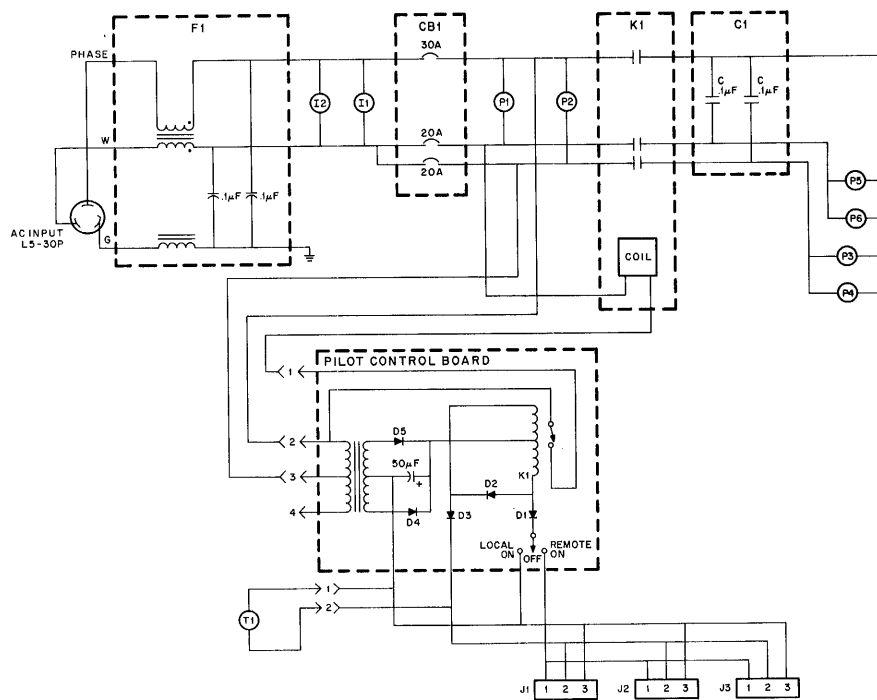 F1
CB1
K1
C1
PHASE
30A
C
.1µF
C
.1µF
I2
I1
P1
P2
W
20A
20A
.1µF
.1µF
P5
P6
AC INPUT
L5-30P
G
COIL
P3
P4
PILOT CONTROL BOARD
1
2
D5
50µF
+
K1
3
D2
4
D4
D3
D1
LOCAL
ON
OFF
REMOTE
ON
1
T1
2
J1
1
2
3
J2
1
2
3
J3
1
2
3